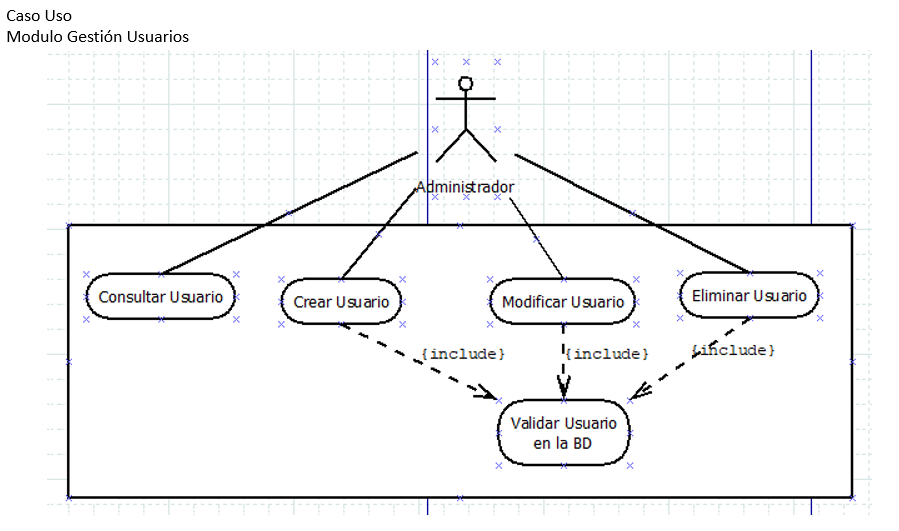 Caso Uso
Modulo Gestión Usuarios
Administrador
Consultar Usuario
Crear Usuario
Modificar Usuario
Eliminar Usuario
{include}
{include}
{include}
Validar Usuario
en la BD